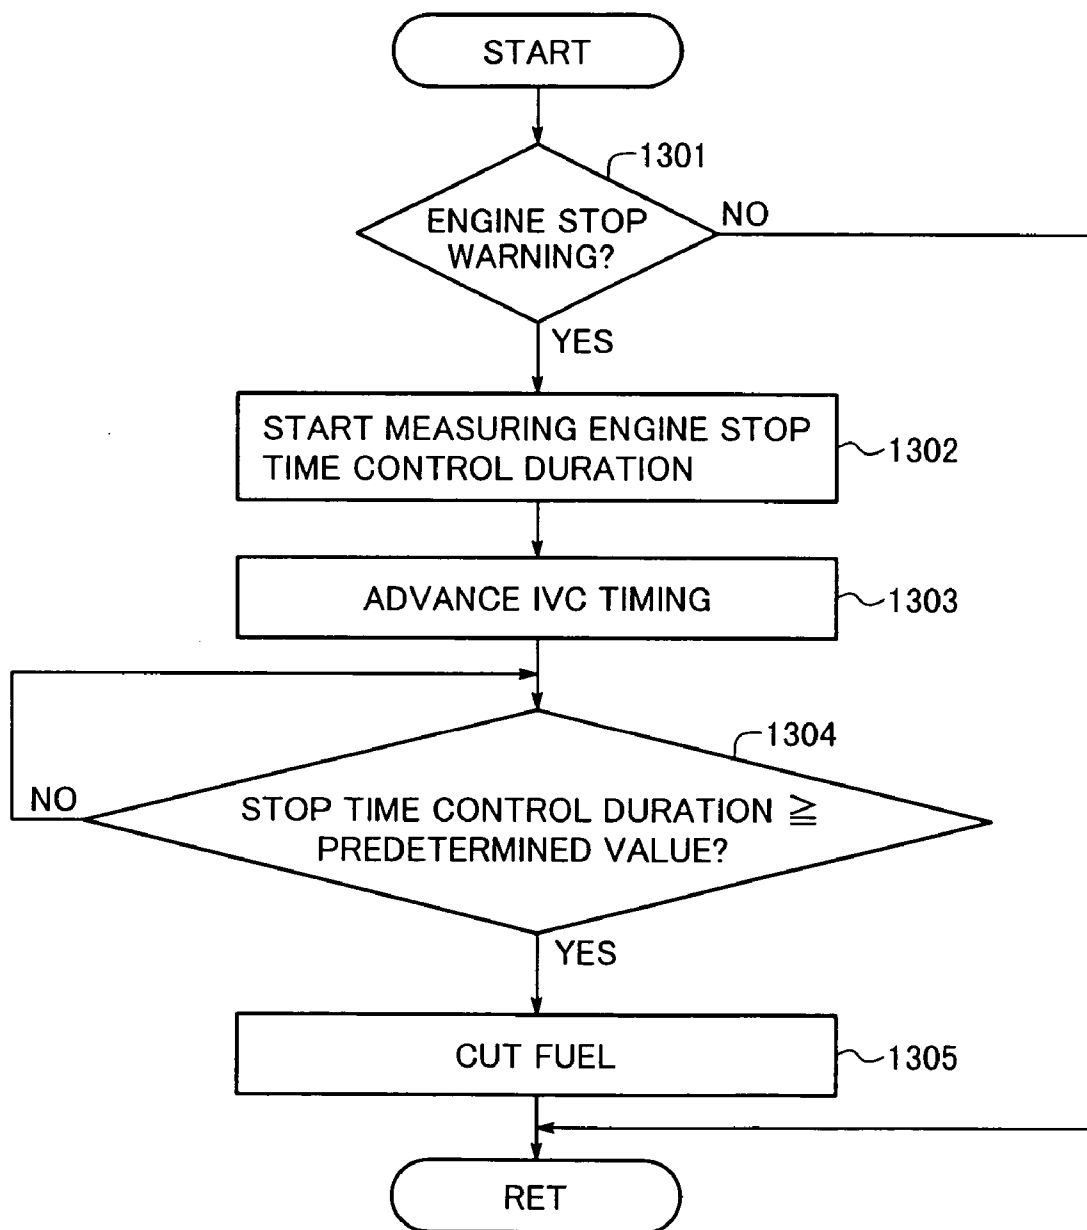 START
1301
ENGINE STOP
WARNING?
NO
YES
START MEASURING ENGINE STOP
TIME CONTROL DURATION
1302
ADVANCE IVC TIMING
1303
1304
NO
STOP TIME CONTROL DURATION ≧
PREDETERMINED VALUE?
YES
CUT FUEL
1305
RET